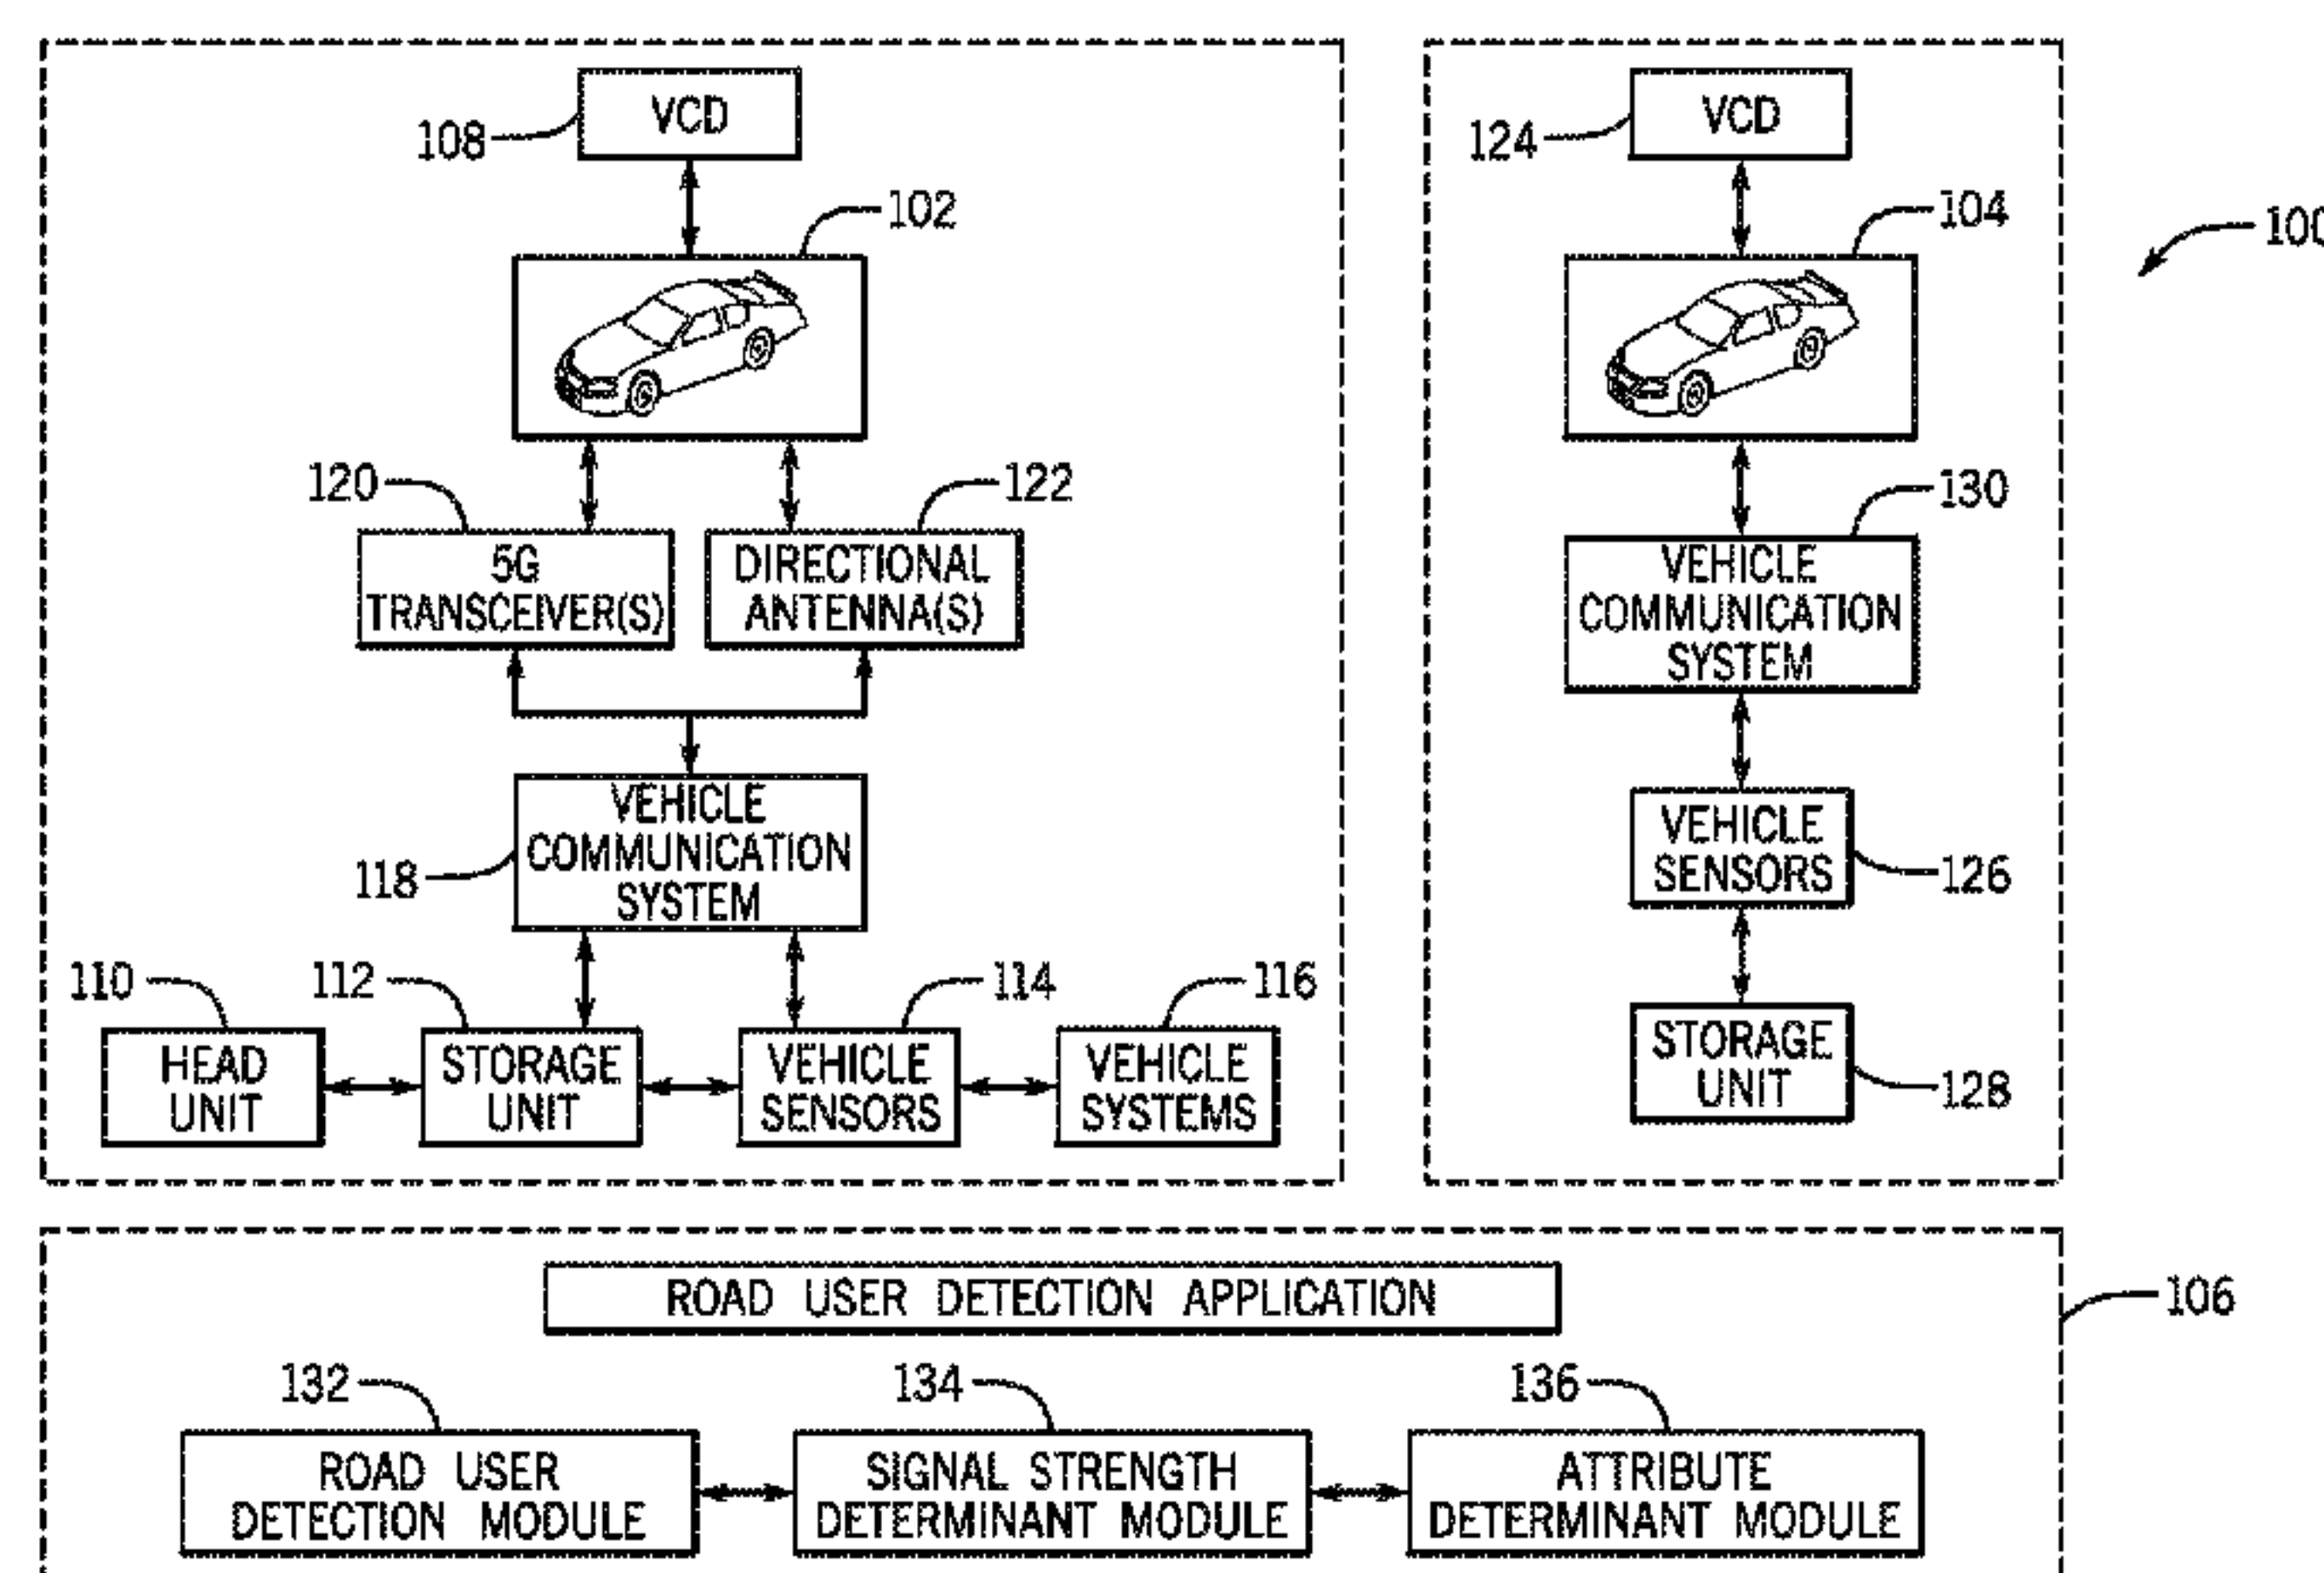 VCD
108
102
120
122
5G
TRANSCEIVER(S)
DIRECTIONAL
ANTENNA(S)
VEHICLE
COMMUNICATION
SYSTEM
118
110
112
114
116
HEAD
UNIT
STORAGE
UNIT
VEHICLE
SENSORS
VEHICLE
SYSTEMS
VCD
124
104
100
130
VEHICLE
COMMUNICATION
SYSTEM
VEHICLE
SENSORS
126
STORAGE
UNIT
128
ROAD USER DETECTION APPLICATION
106
132
134
136
ROAD USER
DETECTION MODULE
SIGNAL STRENGTH
DETERMINANT MODULE
ATTRIBUTE
DETERMINANT MODULE